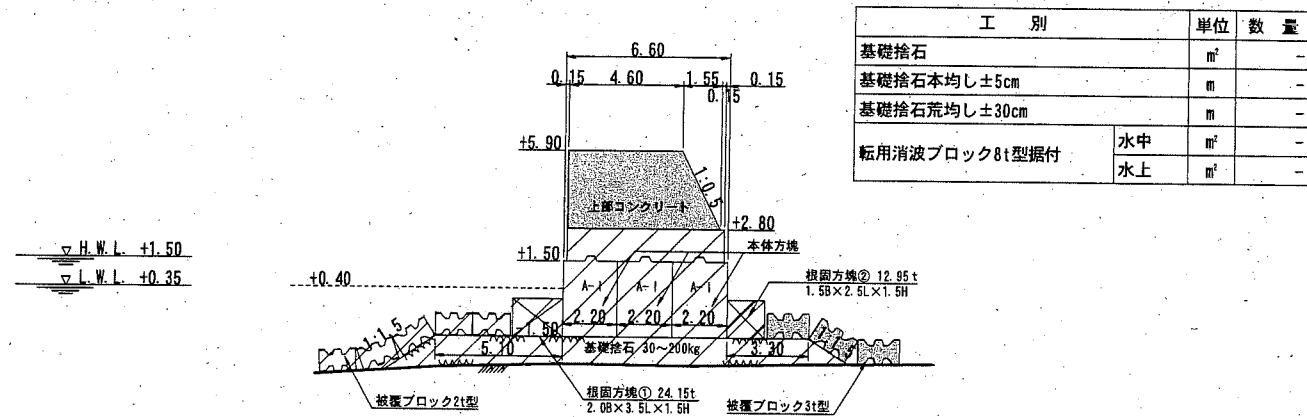 工 別 単位 数 量
基礎捨石 m² -
基礎捨石本均し±5cm m -
基礎捨石荒均し±30cm m -
転用消波ブロック8t型据付 水中 m² -
水上 m² -
6.60
0.15 4.60 1.55 0.15
0.15
+5.90
1:0.5
上部コンクリート
+2.80
H.W.L. +1.50
+1.50
本体方塊
L.W.L. +0.35
+0.40
A-1 A-1 A-1
根固方塊② 12.95t
1.5B×2.5L×1.5H
2.20 2.20 2.20
1:1.5
1:1.5
5.10
基礎捨石 30~200kg
3.30
根固方塊① 24.15t
2.0B×3.5L×1.5H
被覆ブロック2t型
被覆ブロック3t型